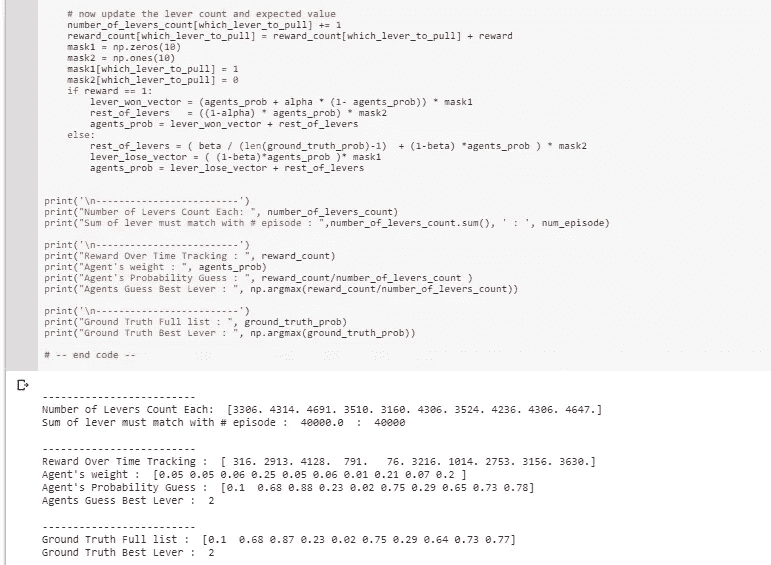 # now update the lever count and expected value
number_of_levers_count[which_lever_to_pull] += 1
reward_count[which_lever_to_pull] = reward_count[which_lever_to_pull] + reward
mask1 = np.zeros(10)
mask2 = np.ones(10)
mask1[which_lever_to_pull] = 1
mask2[which_lever_to_pull] = 0
if reward == 1:
lever_won_vector = (agents_prob + alpha * (1- agents_prob)) * mask1
rest_of_levers   = ((1-alpha) * agents_prob) * mask2
agents_prob = lever_won_vector + rest_of_levers
else:
rest_of_levers = ( beta / (len(ground_truth_prob)-1)  + (1-beta) *agents_prob ) * mask2
lever_lose_vector = ( (1-beta)*agents_prob )* mask1
agents_prob = lever_lose_vector + rest_of_levers
print('\n-------------------------')
print("Number of Levers Count Each: ", number_of_levers_count)
print("Sum of lever must match with # episode : ",number_of_levers_count.sum(), ' : ', num_episode)
print('\n-------------------------')
print("Reward Over Time Tracking : ", reward_count)
print("Agent's weight : ", agents_prob)
print("Agent's Probability Guess : ", reward_count/number_of_levers_count )
print("Agents Guess Best Lever : ", np.argmax(reward_count/number_of_levers_count))
print('\n-------------------------')
print("Ground Truth Full list : ", ground_truth_prob)
print("Ground Truth Best Lever : ", np.argmax(ground_truth_prob))
# -- end code --
-------------------------
Number of Levers Count Each:  [3306. 4314. 4691. 3510. 3160. 4306. 3524. 4236. 4306. 4647.]
Sum of lever must match with # episode :  40000.0  :  40000
-------------------------
Reward Over Time Tracking :  [ 316. 2913. 4128.  791.   76. 3216. 1014. 2753. 3156. 3630.]
Agent's weight :  [0.05 0.05 0.06 0.25 0.05 0.06 0.01 0.21 0.07 0.2 ]
Agent's Probability Guess :  [0.1  0.68 0.88 0.23 0.02 0.75 0.29 0.65 0.73 0.78]
Agents Guess Best Lever :  2
-------------------------
Ground Truth Full list :  [0.1  0.68 0.87 0.23 0.02 0.75 0.29 0.64 0.73 0.77]
Ground Truth Best Lever :  2